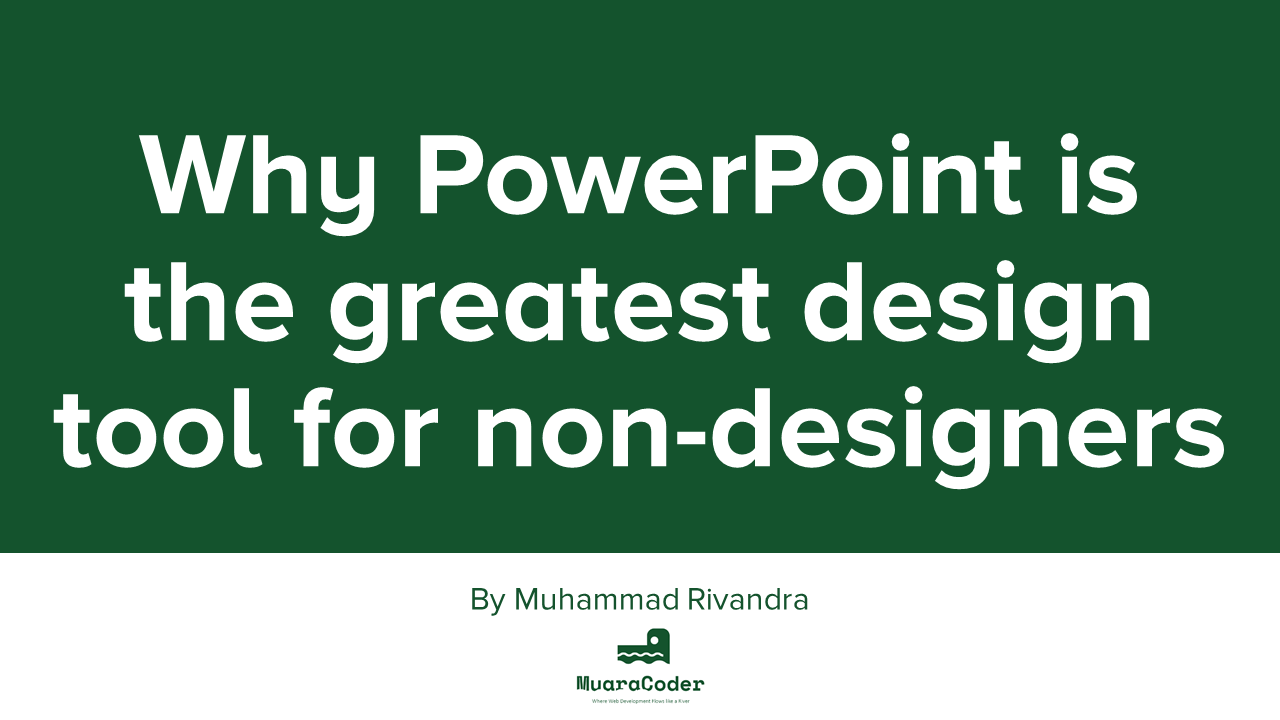 Why PowerPoint is
the greatest design
tool for non-designers
By Muhammad Rivandra
MuaraCoder
Where Web Development Flows like a River